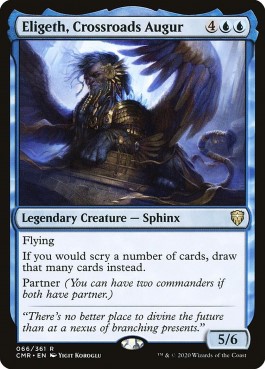 Eligeth, Crossroads Augur 4
Legendary Creature — Sphinx
Flying
If you would scry a number of cards, draw
that many cards instead.
Partner (You can have two commanders if
both have partner.)
"There's no better place to divine the future
than at a nexus of branching presents."
5/6
066/361 R
CMR • EN YIGIT KOROGLU
™ & © 2020 Wizards of the Coast